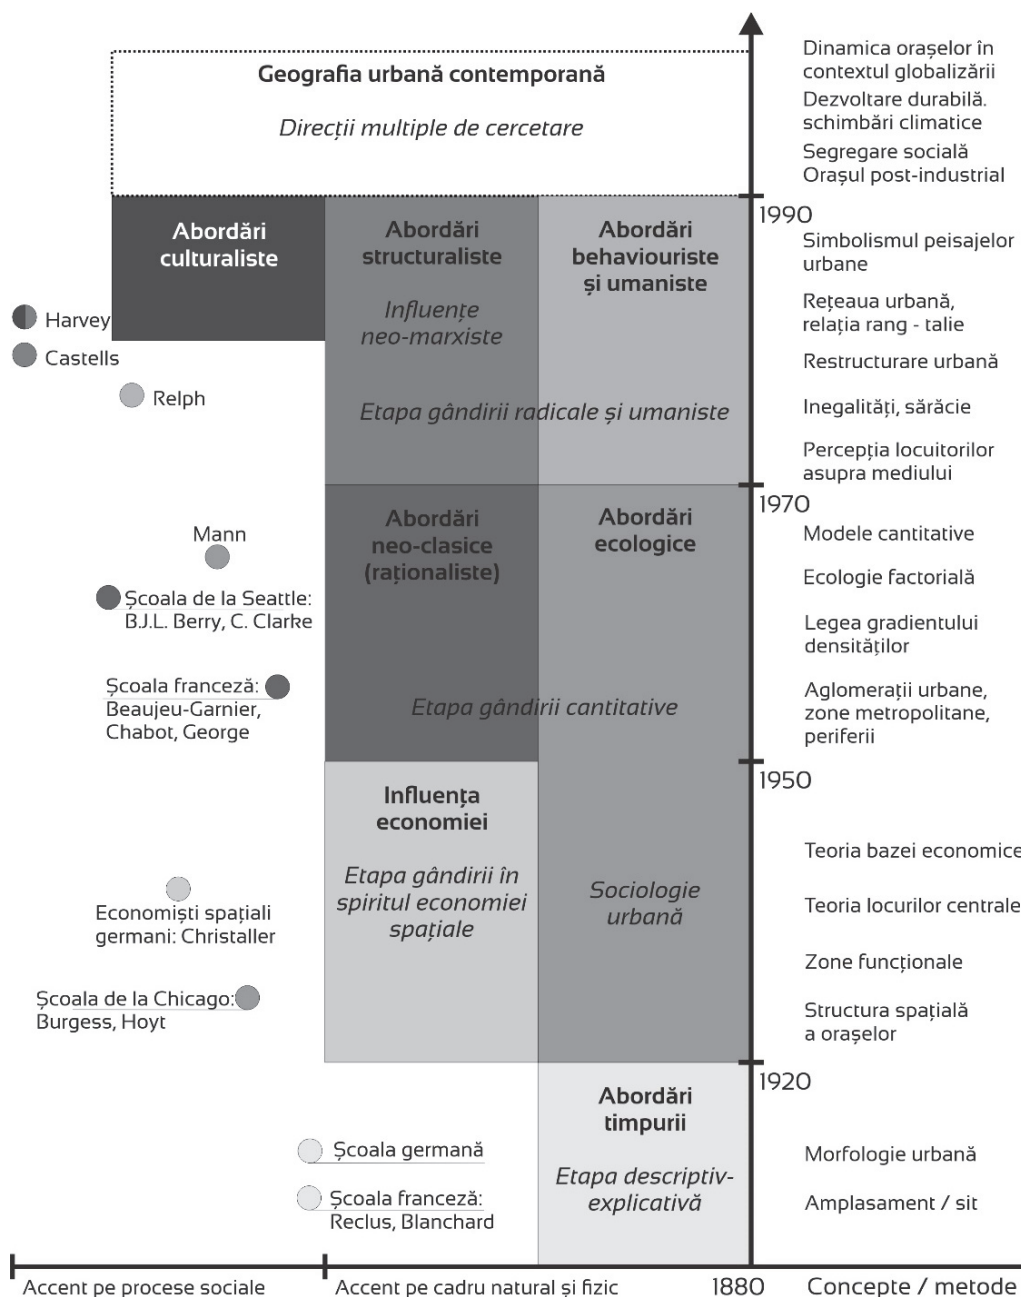 Geografia urbană contemporană
Direcții multiple de cercetare
Dinamica orașelor în
contextul globalizării
Dezvoltare durabilă.
schimbări climatice
Segregare socială
Orașul post-industrial
1990
Abordări
culturaliste
Abordări
structuraliste
Influențe
neo-marxiste
Abordări
behaviouriste
și umaniste
Etapa gândirii radicale și umaniste
Harvey
Castells
Relph
Simbolismul peisajelor
urbane
Rețeaua urbană,
relația rang - talie
Restructurare urbană
Inegalități, sărăcie
Percepția locuitorilor
asupra mediului
1970
Mann
Școala de la Seattle:
B.J.L. Berry, C. Clarke
Școala franceză:
Beaujeu-Garnier,
Chabot, George
Abordări
neo-clasice
(raționaliste)
Abordări
ecologice
Etapa gândirii cantitative
Modele cantitative
Ecologie factorială
Legea gradientului
densităților
Aglomerații urbane,
zone metropolitane,
periferii
1950
Influența
economiei
Etapa gândirii în
spiritul economiei
spațiale
Sociologie
urbană
Economiști spațiali
germani: Christaller
Școala de la Chicago:
Burgess, Hoyt
Teoria bazei economice
Teoria locurilor centrale
Zone funcționale
Structura spațială
a orașelor
1920
Abordări
timpurii
Etapa descriptiv-
explicativă
Școala germană
Școala franceză:
Reclus, Blanchard
Morfologie urbană
Amplasament / sit
Accent pe procese sociale
Accent pe cadru natural și fizic
1880
Concepte / metode